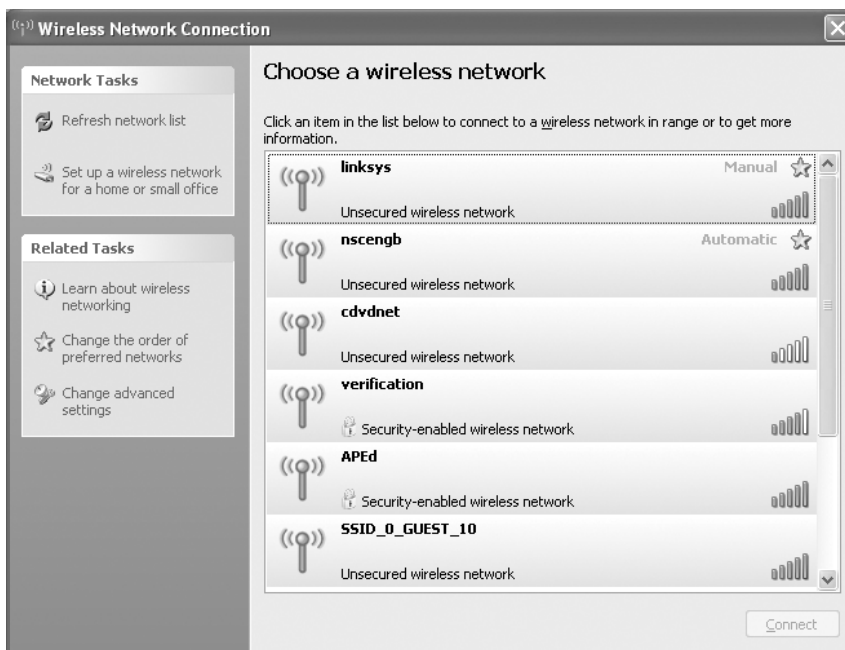 Wireless Network Connection
Network Tasks
Refresh network list
Set up a wireless network
for a home or small office
Related Tasks
Learn about wireless
networking
Change the order of
preferred networks
Change advanced
settings
Choose a wireless network
Click an item in the list below to connect to a wireless network in range or to get more
information.
linksys Manual
Unsecured wireless network
nscengb Automatic
Unsecured wireless network
cdvdnet
Unsecured wireless network
verification
Security-enabled wireless network
APEd
Security-enabled wireless network
SSID_0_GUEST_10
Unsecured wireless network
Connect